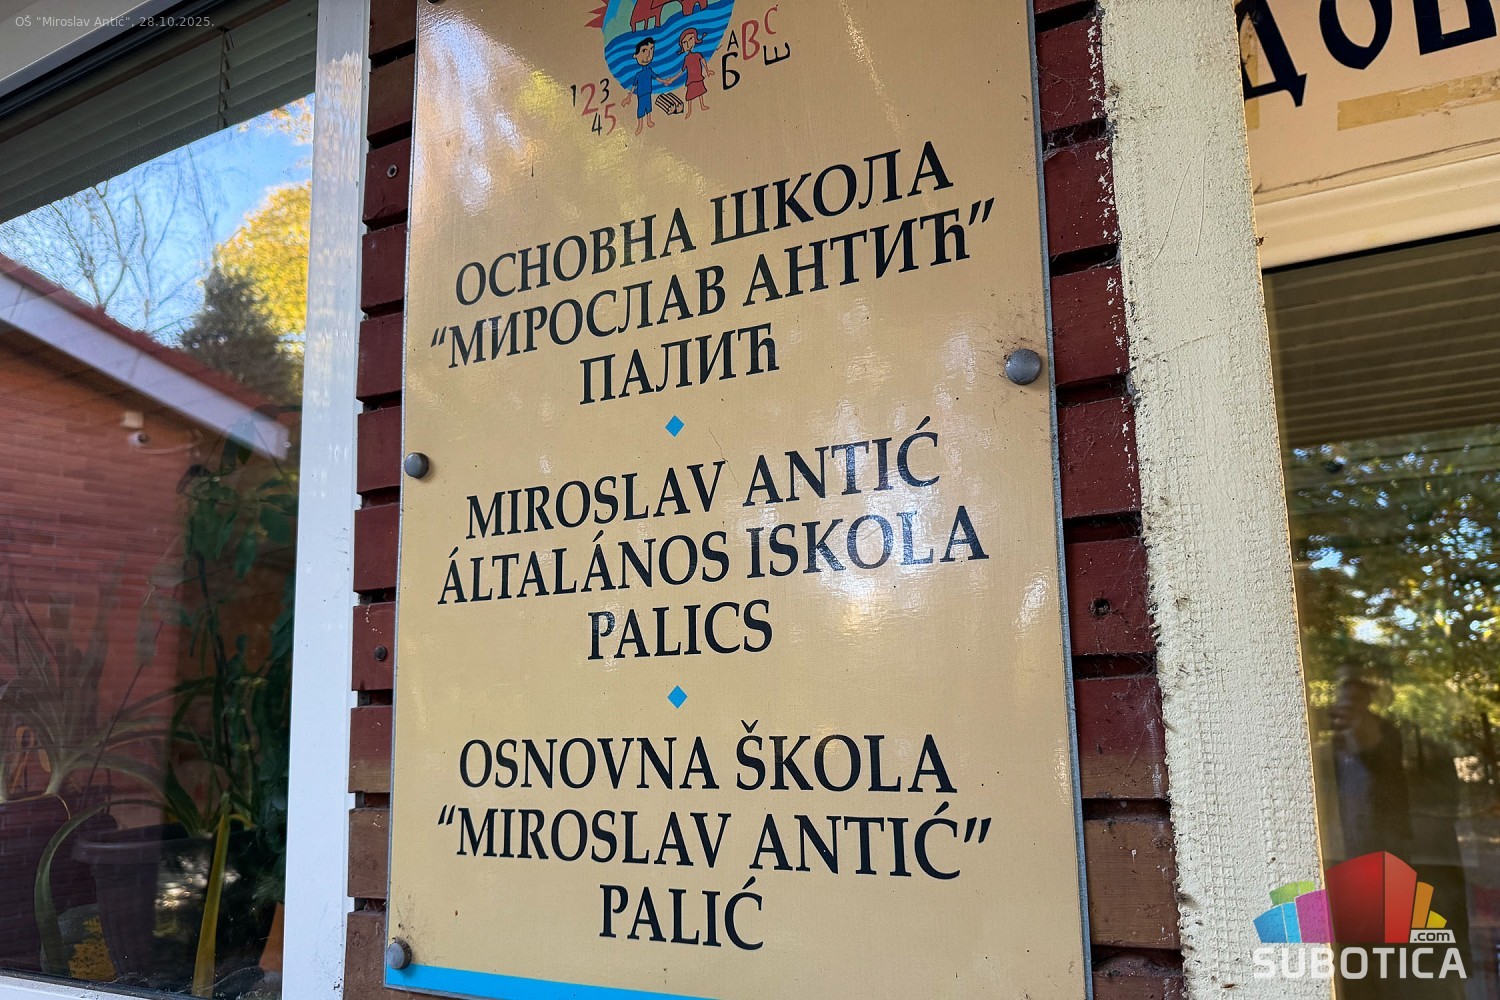 OŠ "Miroslav Antić", 28.10.2025.
123
45
А
Б
B
C
Ш
ОСНОВНА ШКОЛА
“МИРОСЛАВ АНТИЋ”
ПАЛИЋ
MIROSLAV ANTIĆ
ÁLTALÁNOS ISKOLA
PALICS
OSNOVNA ŠKOLA
“MIROSLAV ANTIĆ”
PALIĆ
.com
SUBOTICA